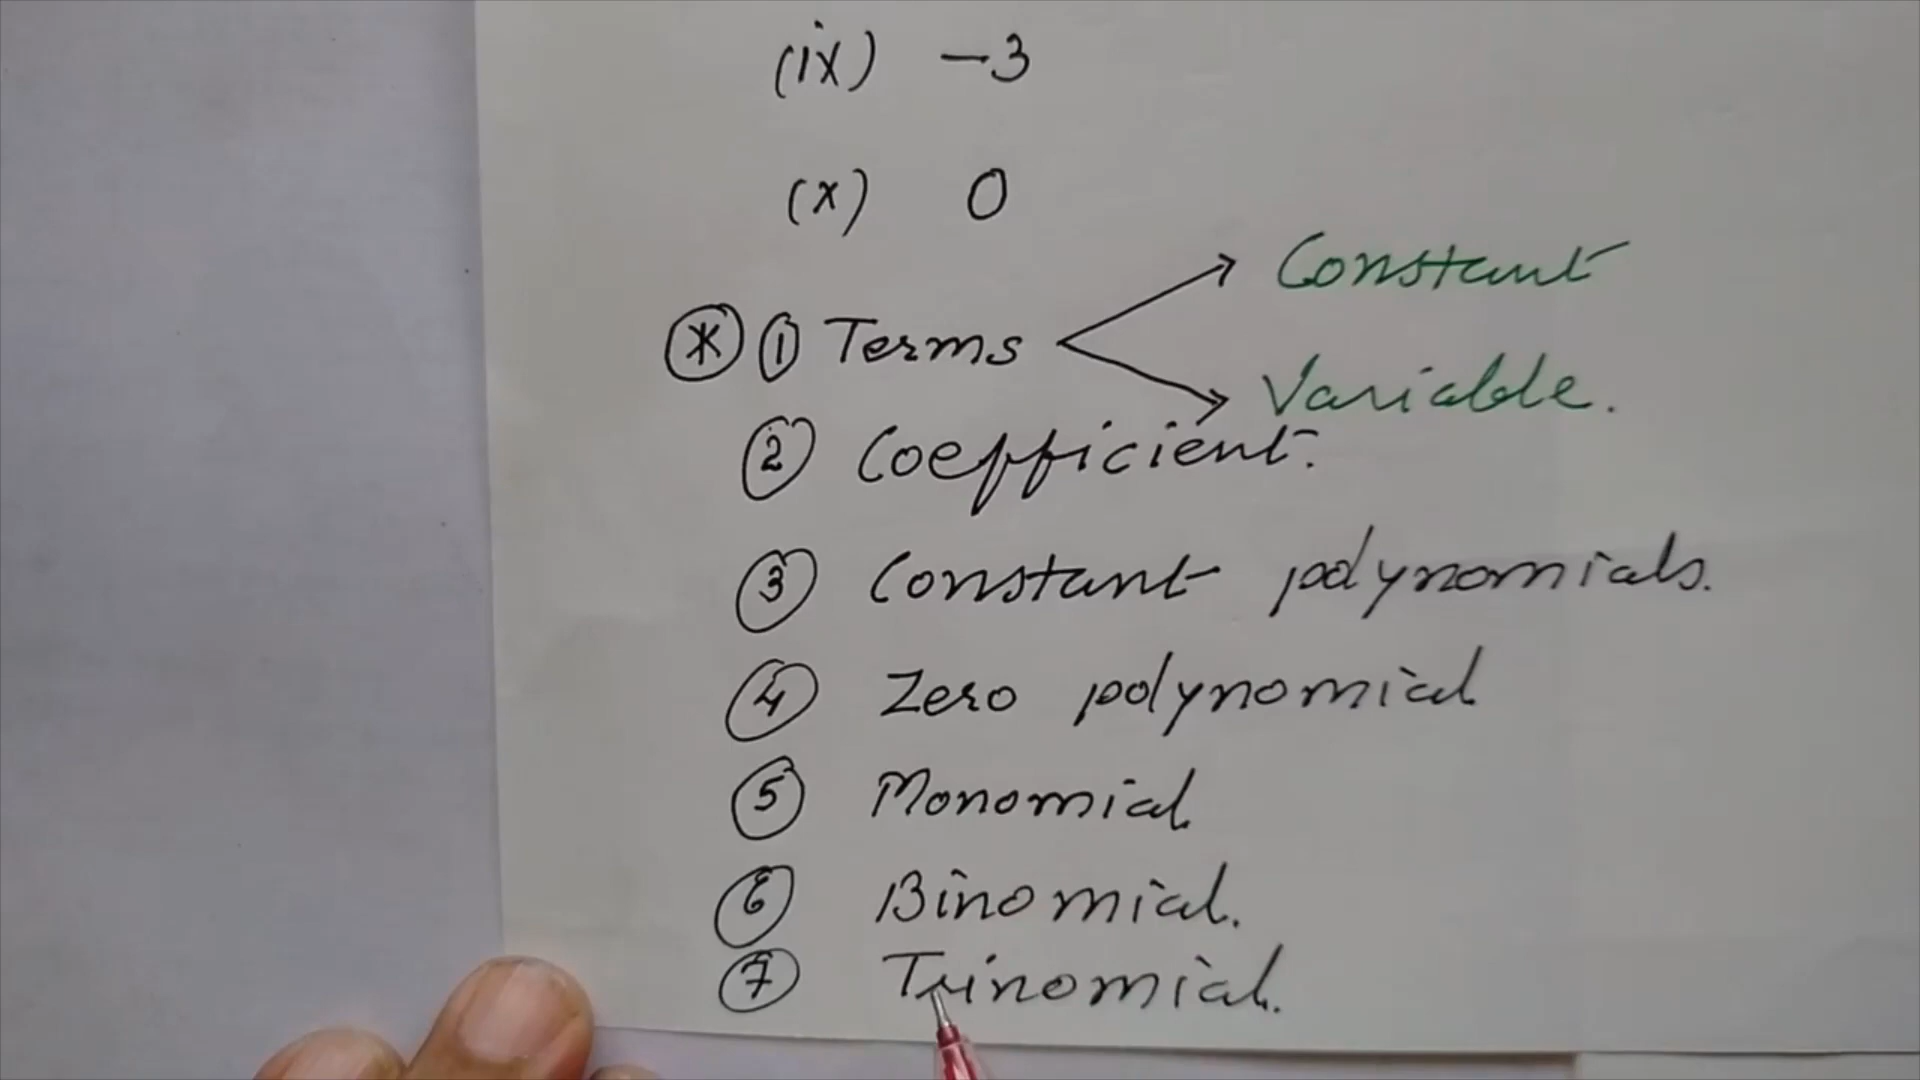 (ix) -3
(x) 0
* 1 Terms
Constant
Variable.
2 Coefficient.
3 Constant polynomials.
4 Zero polynomial
5 Monomial.
6 Binomial.
7 Trinomial.